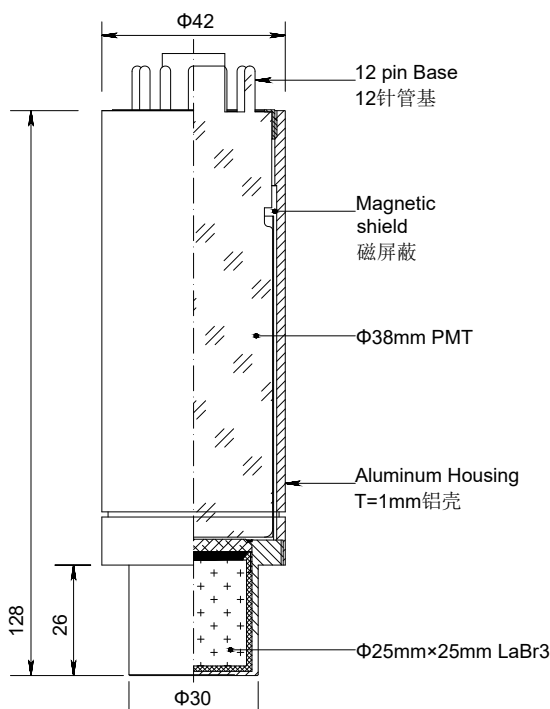 Φ42
12 pin Base
12针管基
Magnetic
shield
磁屏蔽
Φ38mm PMT
Aluminum Housing
T=1mm铝壳
128
26
Φ25mm×25mm LaBr3
Φ30